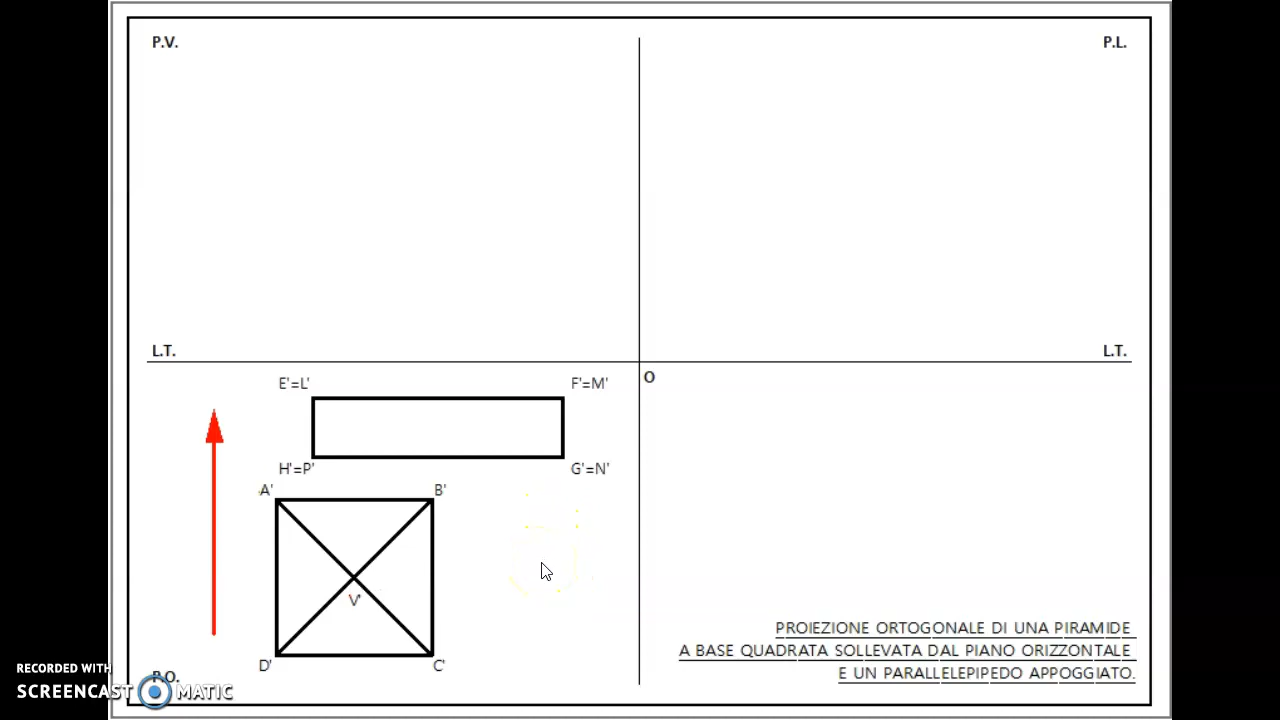 P.V.
P.L.
L.T.
L.T.
O
E'=L'
F'=M'
H'=P'
G'=N'
A'
B'
V'
D'
C'
P.O.
PROIEZIONE ORTOGONALE DI UNA PIRAMIDE
A BASE QUADRATA SOLLEVATA DAL PIANO ORIZZONTALE
E UN PARALLELEPIPEDO APPOGGIATO.
RECORDED WITH
SCREENCAST MATIC